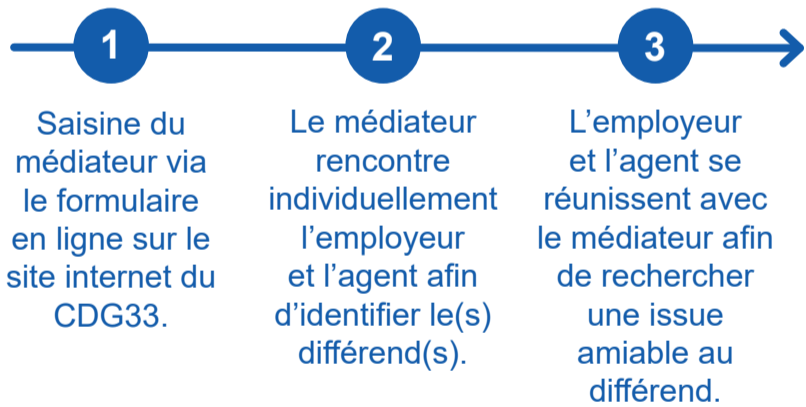 1
Saisine du
médiateur via
le formulaire
en ligne sur le
site internet du
CDG33.
2
Le médiateur
rencontre
individuellement
l'employeur
et l'agent afin
d'identifier le(s)
différend(s).
3
L'employeur
et l'agent se
réunissent avec
le médiateur afin
de rechercher
une issue
amiable au
différend.